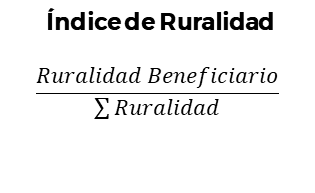 Índice de Ruralidad
Ruralidad Beneficiario
∑ Ruralidad